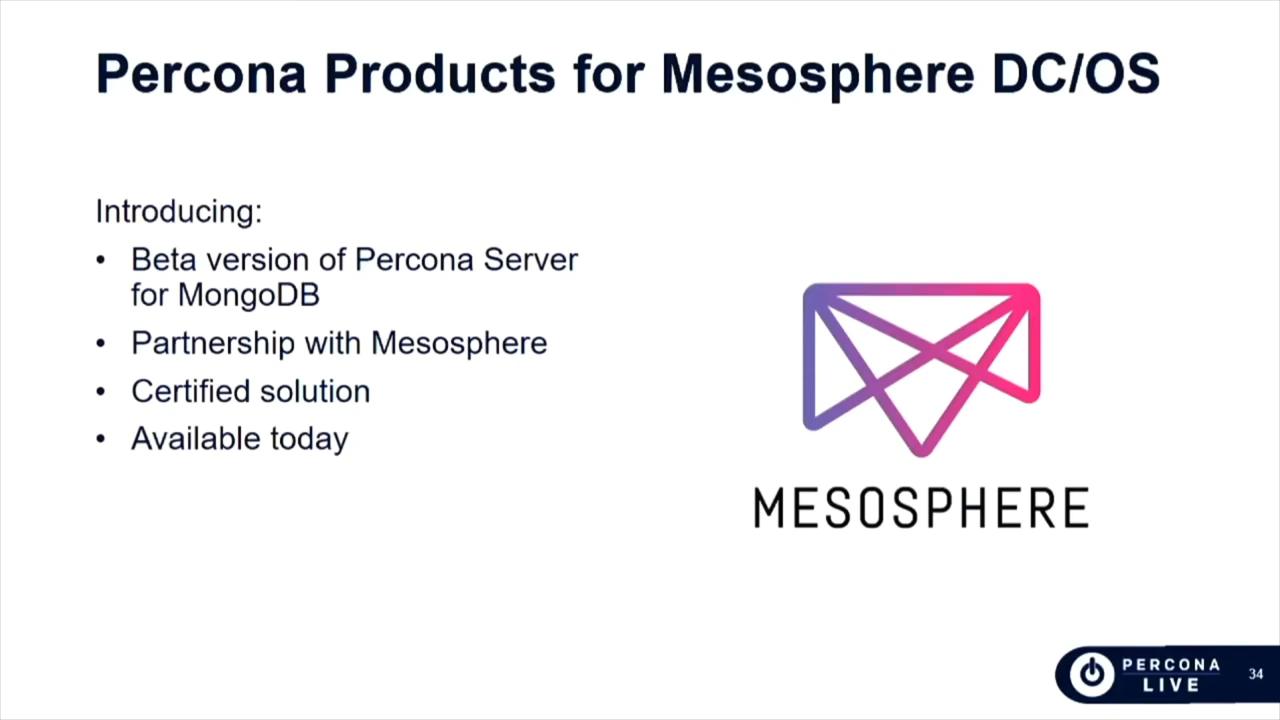 Percona Products for Mesosphere DC/OS
Introducing:
• Beta version of Percona Server
for MongoDB
• Partnership with Mesosphere
• Certified solution
• Available today
MESOSPHERE
PERCONA
LIVE
34